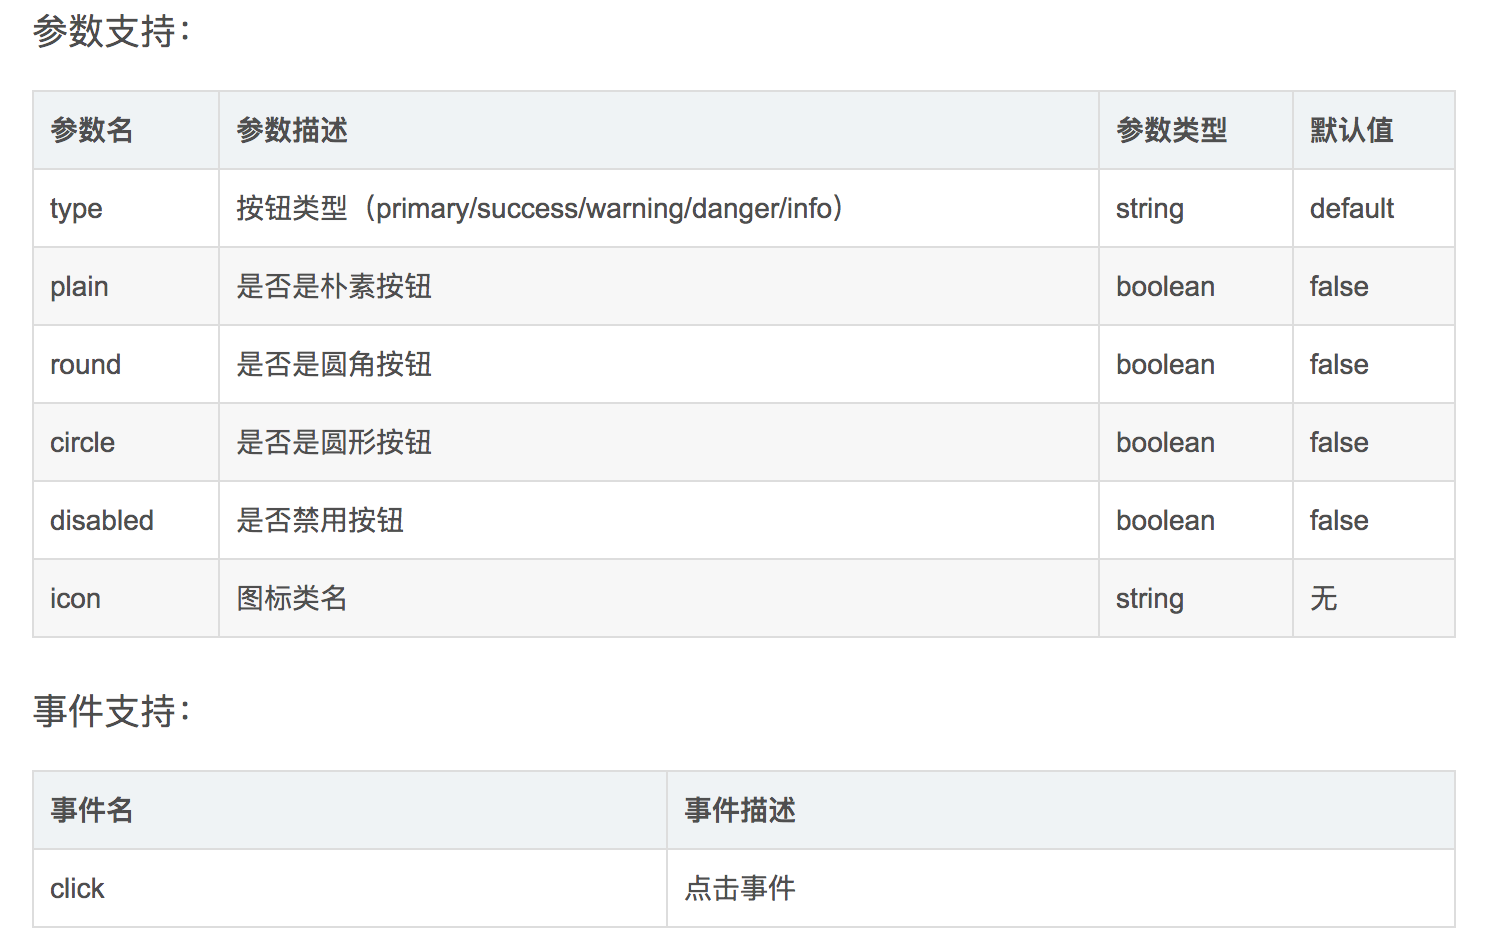 参数支持：
参数名 参数描述 参数类型 默认值
type 按钮类型（primary/success/warning/danger/info） string default
plain 是否是朴素按钮 boolean false
round 是否是圆角按钮 boolean false
circle 是否是圆形按钮 boolean false
disabled 是否禁用按钮 boolean false
icon 图标类名 string 无
事件支持：
事件名 事件描述
click 点击事件